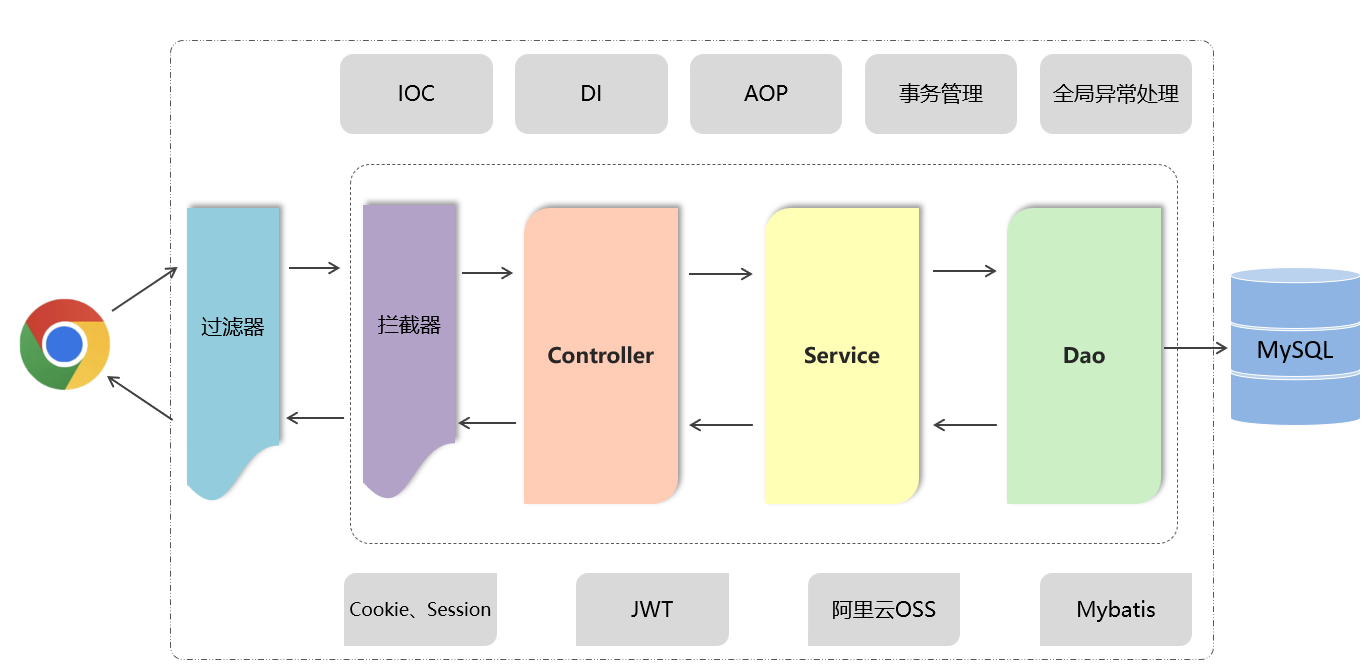 IOC
DI
AOP
事务管理
全局异常处理
过滤器
拦截器
Controller
Service
Dao
MySQL
Cookie、Session
JWT
阿里云OSS
Mybatis